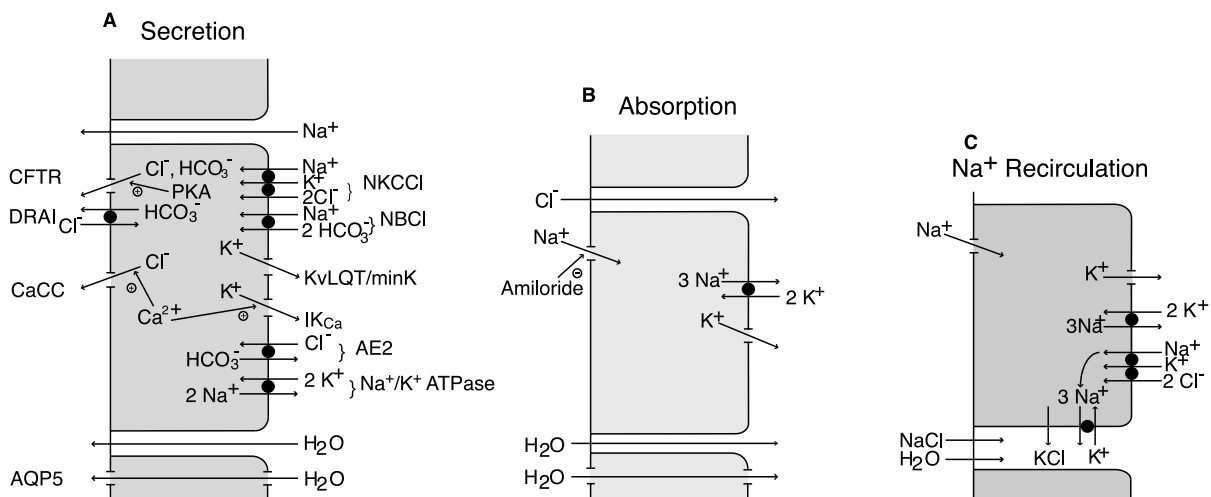 A
Secretion
Na⁺
CFTR
Cl⁻, HCO₃⁻
⊕
PKA
Na⁺
K⁺
2Cl⁻
} NKCCl
DRAI
Cl⁻
HCO₃⁻
Na⁺
2 HCO₃⁻
} NBCl
K⁺
KvLQT/minK
CaCC
Cl⁻
⊕
Ca²⁺
K⁺
⊕
IKCa
Cl⁻
HCO₃⁻
} AE2
2 K⁺
2 Na⁺
} Na⁺/K⁺ ATPase
H₂O
AQP5
H₂O
B
Absorption
Cl⁻
Na⁺
⊖
Amiloride
3 Na⁺
2 K⁺
K⁺
H₂O
H₂O
C
Na⁺ Recirculation
Na⁺
K⁺
2 K⁺
3Na⁺
Na⁺
K⁺
2 Cl⁻
3 Na⁺
NaCl
H₂O
KCl
K⁺